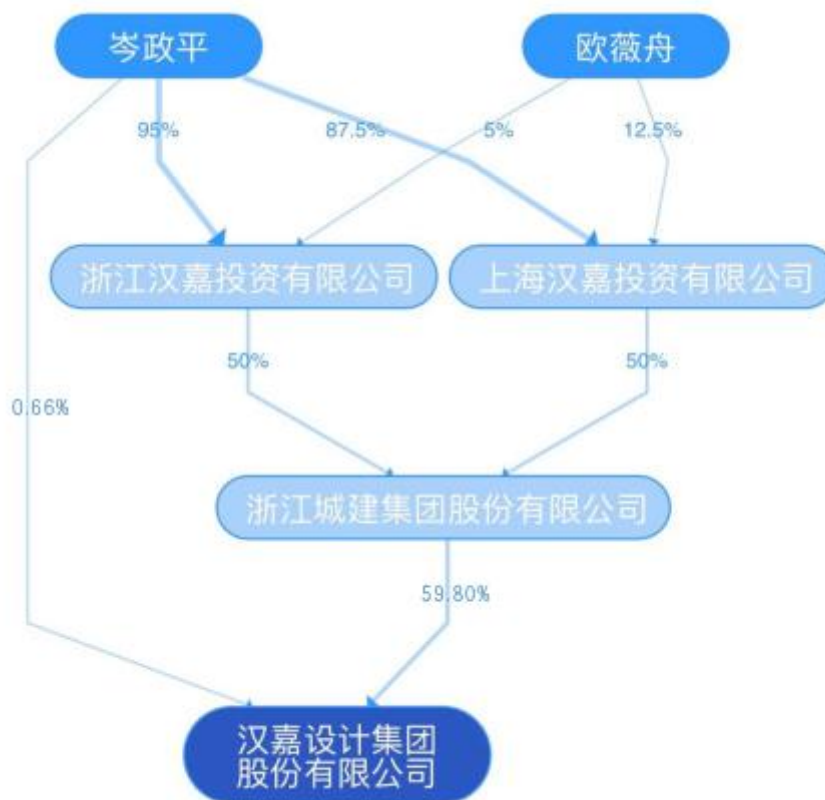 岑政平
欧薇舟
95%
87.5%
5%
12.5%
浙江汉嘉投资有限公司
上海汉嘉投资有限公司
50%
50%
0.66%
浙江城建集团股份有限公司
59.80%
汉嘉设计集团
股份有限公司